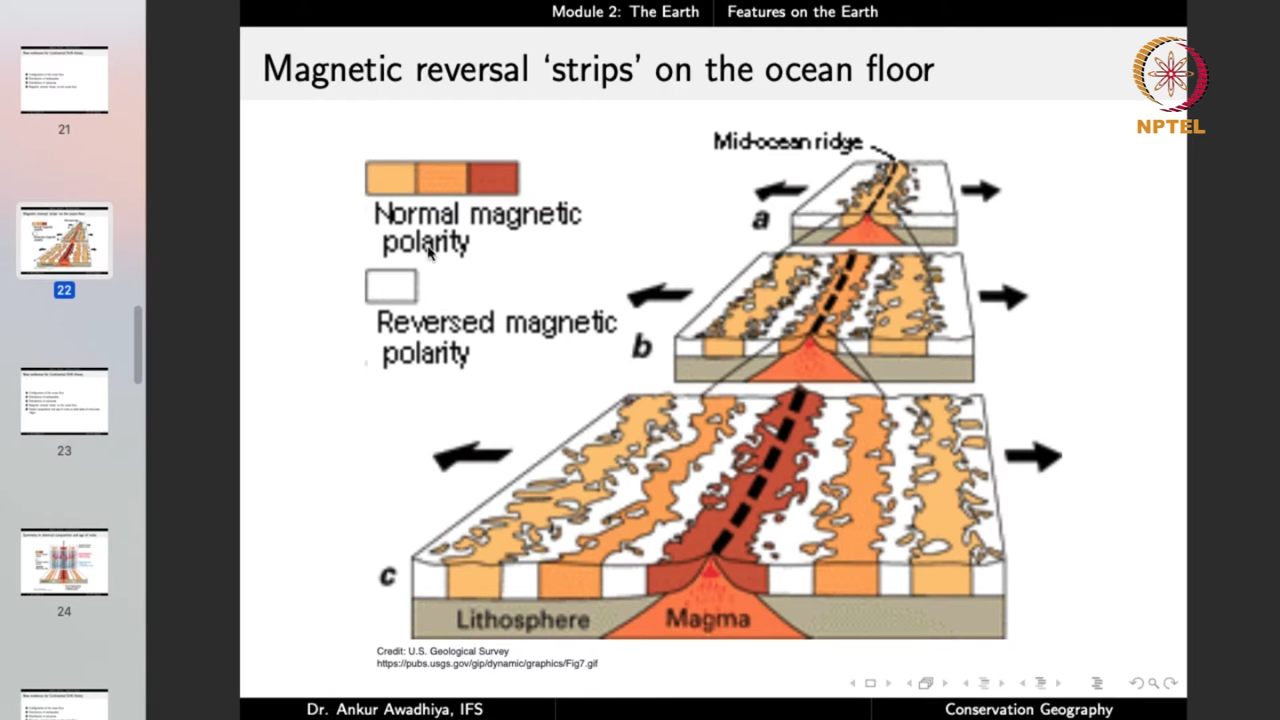 Module 2: The Earth
Features on the Earth
Magnetic reversal ‘strips’ on the ocean floor
NPTEL
Mid-ocean ridge
Normal magnetic
polarity
Reversed magnetic
polarity
a
b
c
Lithosphere
Magma
Credit: U.S. Geological Survey
https://pubs.usgs.gov/gip/dynamic/graphics/Fig7.gif
Dr. Ankur Awadhiya, IFS
Conservation Geography
21
22
23
24